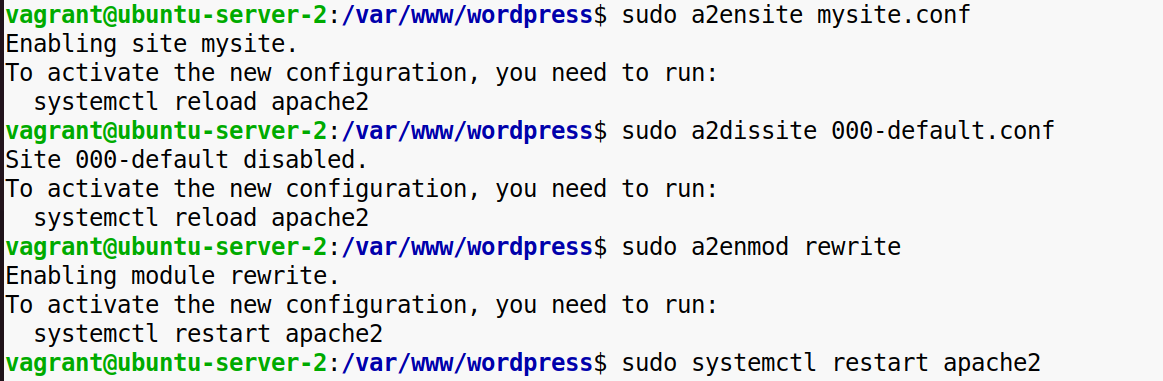 vagrant@ubuntu-server-2:/var/www/wordpress$ sudo a2ensite mysite.conf
Enabling site mysite.
To activate the new configuration, you need to run:
  systemctl reload apache2
vagrant@ubuntu-server-2:/var/www/wordpress$ sudo a2dissite 000-default.conf
Site 000-default disabled.
To activate the new configuration, you need to run:
  systemctl reload apache2
vagrant@ubuntu-server-2:/var/www/wordpress$ sudo a2enmod rewrite
Enabling module rewrite.
To activate the new configuration, you need to run:
  systemctl restart apache2
vagrant@ubuntu-server-2:/var/www/wordpress$ sudo systemctl restart apache2